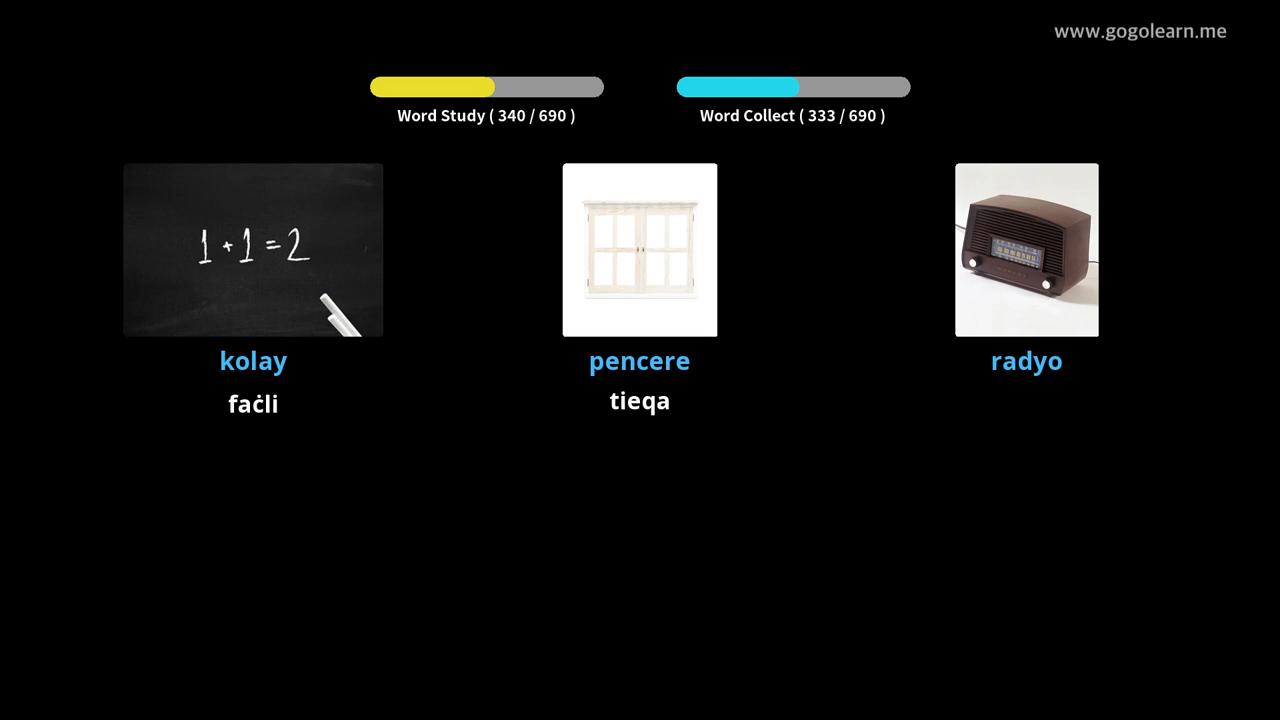 www.gogolearn.me
Word Study ( 340 / 690 )
Word Collect ( 333 / 690 )
1 + 1 = 2
kolay
pencere
radyo
faċli
tieqa